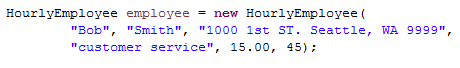 HourlyEmployee employee = new HourlyEmployee(
"Bob", "Smith", "1000 1st ST. Seattle, WA 9999",
"customer service", 15.00, 45);